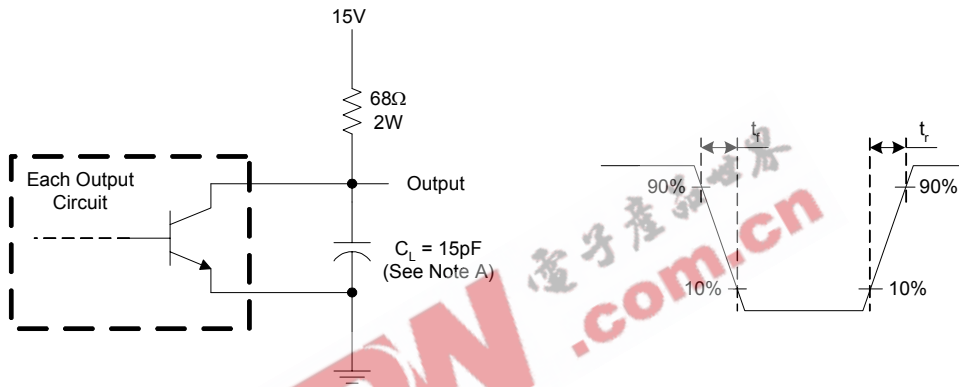 15V
68Ω
2W
Each Output
Circuit
Output
C_L = 15pF
(See Note A)
t_f
t_r
90%
90%
10%
10%
電子產品世界
.com.cn